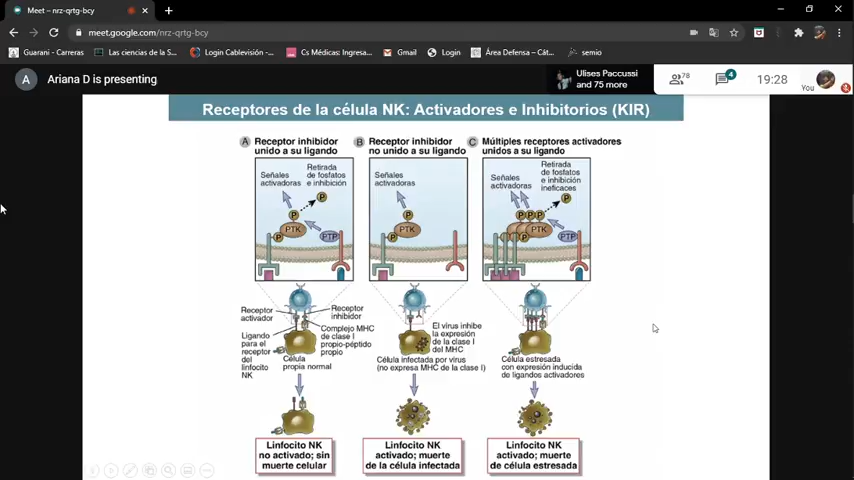 Meet – nrz-qrtg-bcy
meet.google.com/nrz-qrtg-bcy
Guarani - Carreras
Las ciencias de la S...
Login Cablevisión,...
Cs Médicas: Ingresa...
Gmail
Login
Área Defensa – Cát...
semio
A
Ariana D is presenting
Ulises Paccussi
and 75 more
78
4
19:28
You
Receptores de la célula NK: Activadores e Inhibitorios (KIR)
A Receptor inhibidor
unido a su ligando
B Receptor inhibidor
no unido a su ligando
C Múltiples receptores activadores
unidos a su ligando
Señales
activadoras
Retirada
de fosfatos
e inhibición
P
P
PTK
P
PTP
Señales
activadoras
P
PTK
P
Señales
activadoras
Retirada
de fosfatos
e inhibición
ineficaces
P
P
P
P
PTK
P
PTP
Receptor
activador
Receptor
inhibidor
Ligando
para el
receptor
del
linfocito
NK
Complejo MHC
de clase I
propio-péptido
propio
Célula
propia normal
El virus inhibe
la expresión
de la clase I
del MHC
Célula infectada por virus
(no expresa MHC de la clase I)
Célula estresada
con expresión inducida
de ligandos activadores
Linfocito NK
no activado; sin
muerte celular
Linfocito NK
activado; muerte
de la célula infectada
Linfocito NK
activado; muerte
de célula estresada